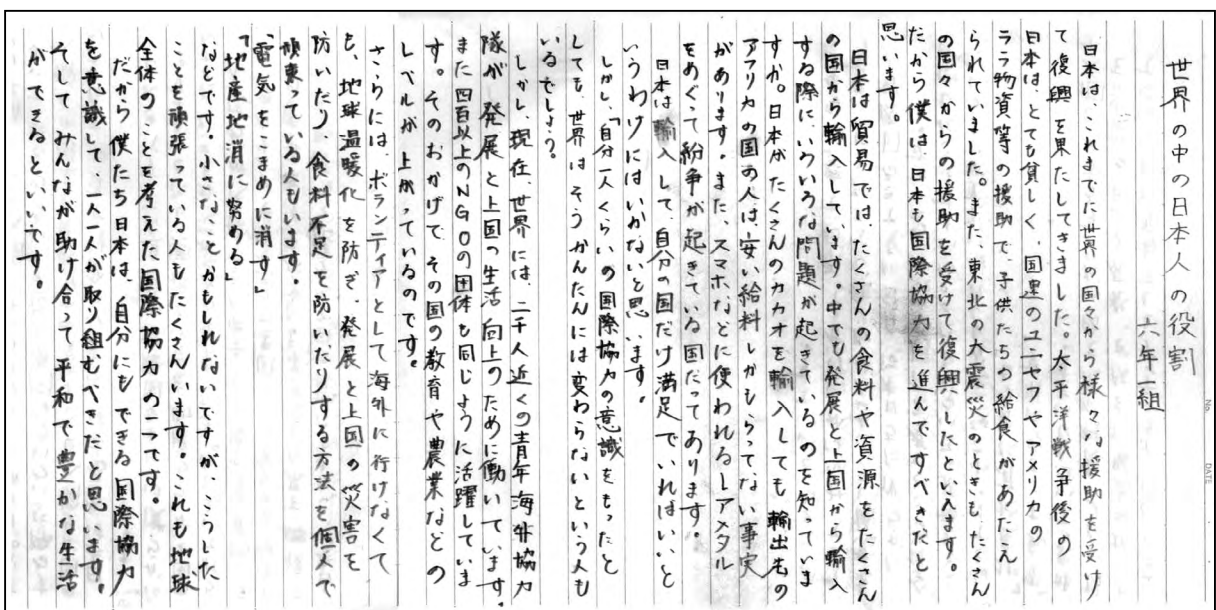 世界の中の日本人の役割
六年一組
日本は、これまでに世界の国々から様々な援助を受け
て復興を果たしてきました。太平洋戦争後の
日本は、とても貧しく、国連のユニセフやアメリカの
ララ物資等の援助で、子供たちの給食があたえ
られていました。また、東北の大震災のときも、たくさん
の国々からの援助を受けて復興したといえます。
だから僕は、日本も国際協力を進んですべきだと
思います。
日本は貿易では、たくさんの食料や資源をたくさん
の国から輸入しています。中でも発展と上国から輸入
する際に、いろいろな問題が起きているのを知っていま
すか。日本がたくさんのカカオを輸入しても、輸出もの
アフリカの国の人は、安い給料しかもらってない事実
があります。また、スマホなどに使われるレアメタル
をめぐって紛争が起きている国だってあります。
日本は輸入して、自分の国だけ満足でいればいいと
いうわけにはいかないと思います。
しかし、「自分一人くらいの国際協力の意識をもったと
しても、世界はそうかんたんには変わらないという人も
いるでしょう。
しかし、現在、世界には、二千人近くの青年海外協力
隊が、発展と上国の生活向上のために働いています。
また四百以上のNGOの団体も同じように活躍していま
す。そのおかげで、その国の教育や農業などの
レベルが上がっているのです。
さらには、ボランティアとして海外に行けなくて
も、地球温暖化を防ぎ、発展と上国の災害を
防いだり、食料不足を防いだりする方法を個人で
頑張っている人もいます。
「電気をこまめに消す」
「地産地消に努める」
などです。小さなことかもしれないですが、こうした
ことを頑張っている人もたくさんいます。これも地球
全体のことを考えた国際協力の一つです。
だから僕たち日本は、自分にもできる国際協力
を意識して、一人一人が取り組むべきだと思います。
そしてみんなが助け合って平和で豊かな生活
ができるといいです。
No.
DATE